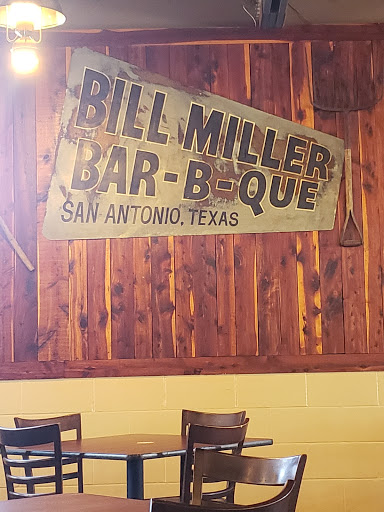 BILL MILLER
BAR-B-QUE
SAN ANTONIO, TEXAS